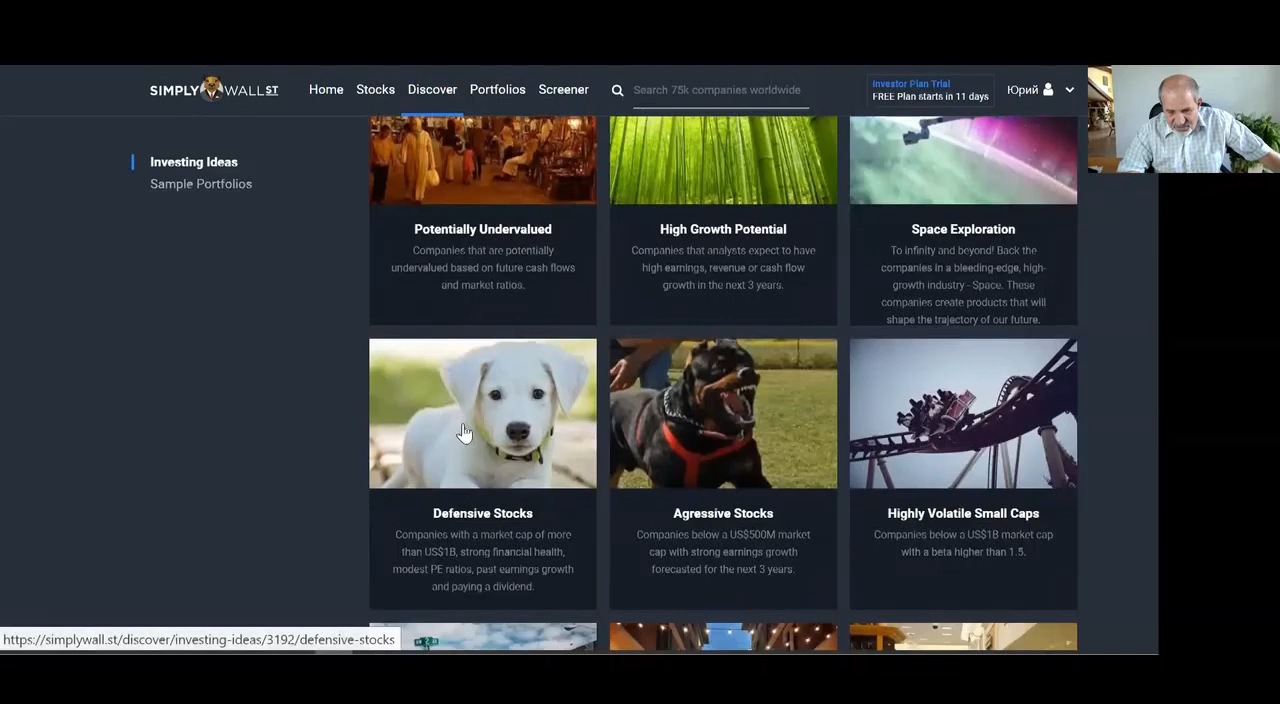 SIMPLY WALL ST
Home Stocks Discover Portfolios Screener
Search 75k companies worldwide
Investor Plan Trial
FREE Plan starts in 11 days
Юрий
Investing Ideas
Sample Portfolios
Potentially Undervalued
Companies that are potentially
undervalued based on future cash flows
and market ratios.
High Growth Potential
Companies that analysts expect to have
high earnings, revenue or cash flow
growth in the next 3 years.
Space Exploration
To infinity and beyond! Back the
companies in a bleeding-edge, high-
growth industry - Space. These
companies create products that will
shape the trajectory of our future.
Defensive Stocks
Companies with a market cap of more
than US$1B, strong financial health,
modest PE ratios, past earnings growth
and paying a dividend.
Agressive Stocks
Companies below a US$500M market
cap with strong earnings growth
forecasted for the next 3 years.
Highly Volatile Small Caps
Companies below a US$1B market cap
with a beta higher than 1.5.
https://simplywall.st/discover/investing-ideas/3192/defensive-stocks